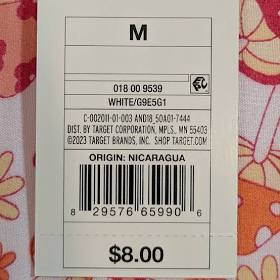 M
018 00 9539
WHITE/G9E5G1
C-002011-01-003 AND18_50A01-7444
DIST. BY TARGET CORPORATION, MPLS., MN 55403
©2023 TARGET BRANDS, INC. SHOP TARGET.COM
ORIGIN: NICARAGUA
8 29576 65990 6
$8.00